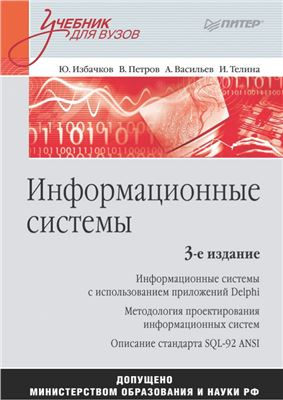 Учебник
для вузов
ПИТЕР®
Ю. Избачков В. Петров А. Васильев И. Телина
Информационные
системы
3-е издание
Информационные системы
с использованием приложений Delphi
Методология проектирования
информационных систем
Описание стандарта SQL-92 ANSI
ДОПУЩЕНО
МИНИСТЕРСТВОМ ОБРАЗОВАНИЯ И НАУКИ РФ